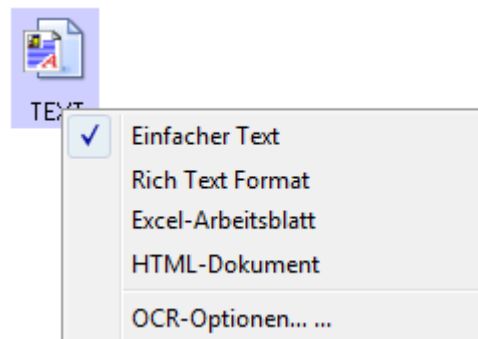 TEXT
Einfacher Text
Rich Text Format
Excel-Arbeitsblatt
HTML-Dokument
OCR-Optionen... ...